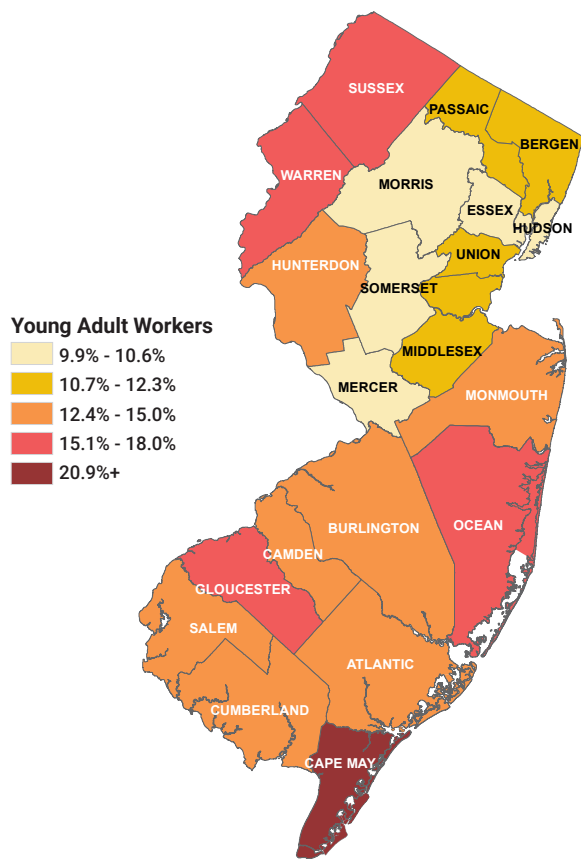 SUSSEX
PASSAIC
BERGEN
WARREN
MORRIS
ESSEX
HUDSON
UNION
HUNTERDON
SOMERSET
Young Adult Workers
9.9% - 10.6%
10.7% - 12.3%
12.4% - 15.0%
15.1% - 18.0%
20.9%+
MIDDLESEX
MERCER
MONMOUTH
OCEAN
BURLINGTON
CAMDEN
GLOUCESTER
SALEM
ATLANTIC
CUMBERLAND
CAPE MAY